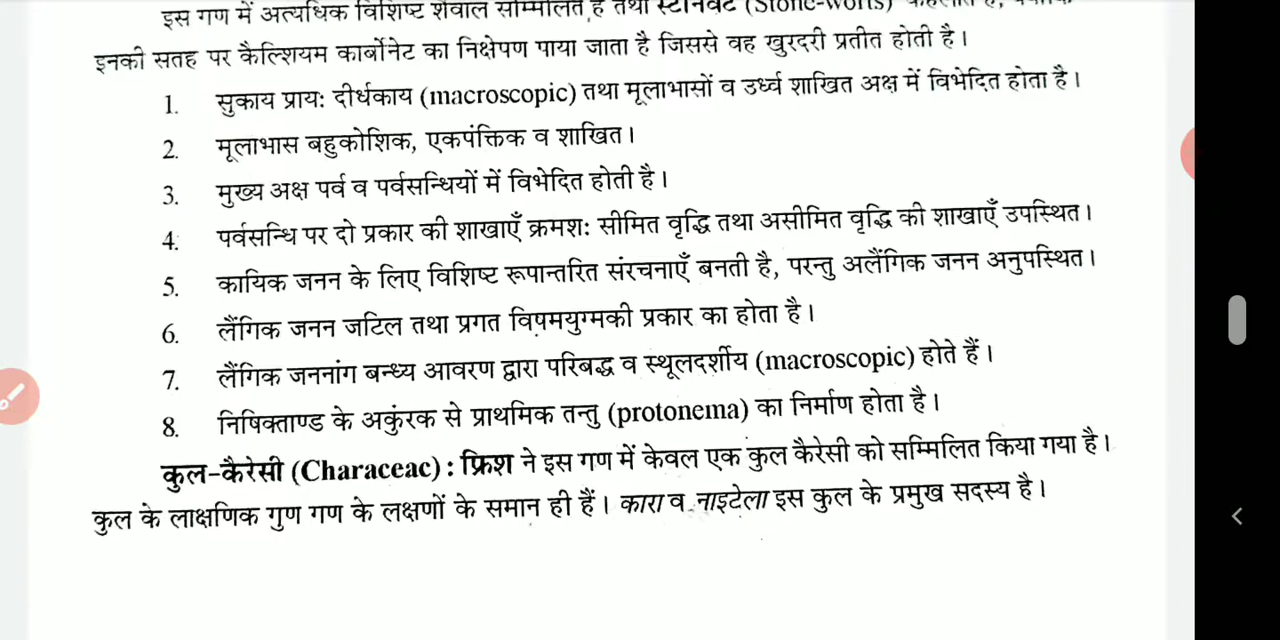 इस गण में अत्यधिक विशिष्ट शैवाल सम्मिलित है तथा स्टोनवर्ट (Stone-worts)
इनकी सतह पर कैल्शियम कार्बोनेट का निक्षेपण पाया जाता है जिससे वह खुरदरी प्रतीत होती है।
1. सुकाय प्राय: दीर्धकाय (macroscopic) तथा मूलाभासों व उर्ध्व शाखित अक्ष में विभेदित होता है।
2. मूलाभास बहुकोशिक, एकपंक्तिक व शाखित।
3. मुख्य अक्ष पर्व व पर्वसन्धियों में विभेदित होती है।
4. पर्वसन्धि पर दो प्रकार की शाखाएँ क्रमश: सीमित वृद्धि तथा असीमित वृद्धि की शाखाएँ उपस्थित।
5. कायिक जनन के लिए विशिष्ट रूपान्तरित संरचनाएँ बनती है, परन्तु अलैंगिक जनन अनुपस्थित।
6. लैंगिक जनन जटिल तथा प्रगत विषमयुग्मकी प्रकार का होता है।
7. लैंगिक जननांग बन्ध्य आवरण द्वारा परिबद्ध व स्थूलदर्शीय (macroscopic) होते हैं।
8. निषिक्ताण्ड के अकुंरक से प्राथमिक तन्तु (protonema) का निर्माण होता है।
कुल-कैरेसी (Characeac) : फ्रिश ने इस गण में केवल एक कुल कैरेसी को सम्मिलित किया गया है।
कुल के लाक्षणिक गुण गण के लक्षणों के समान ही हैं। कारा व नाइटेला इस कुल के प्रमुख सदस्य है।